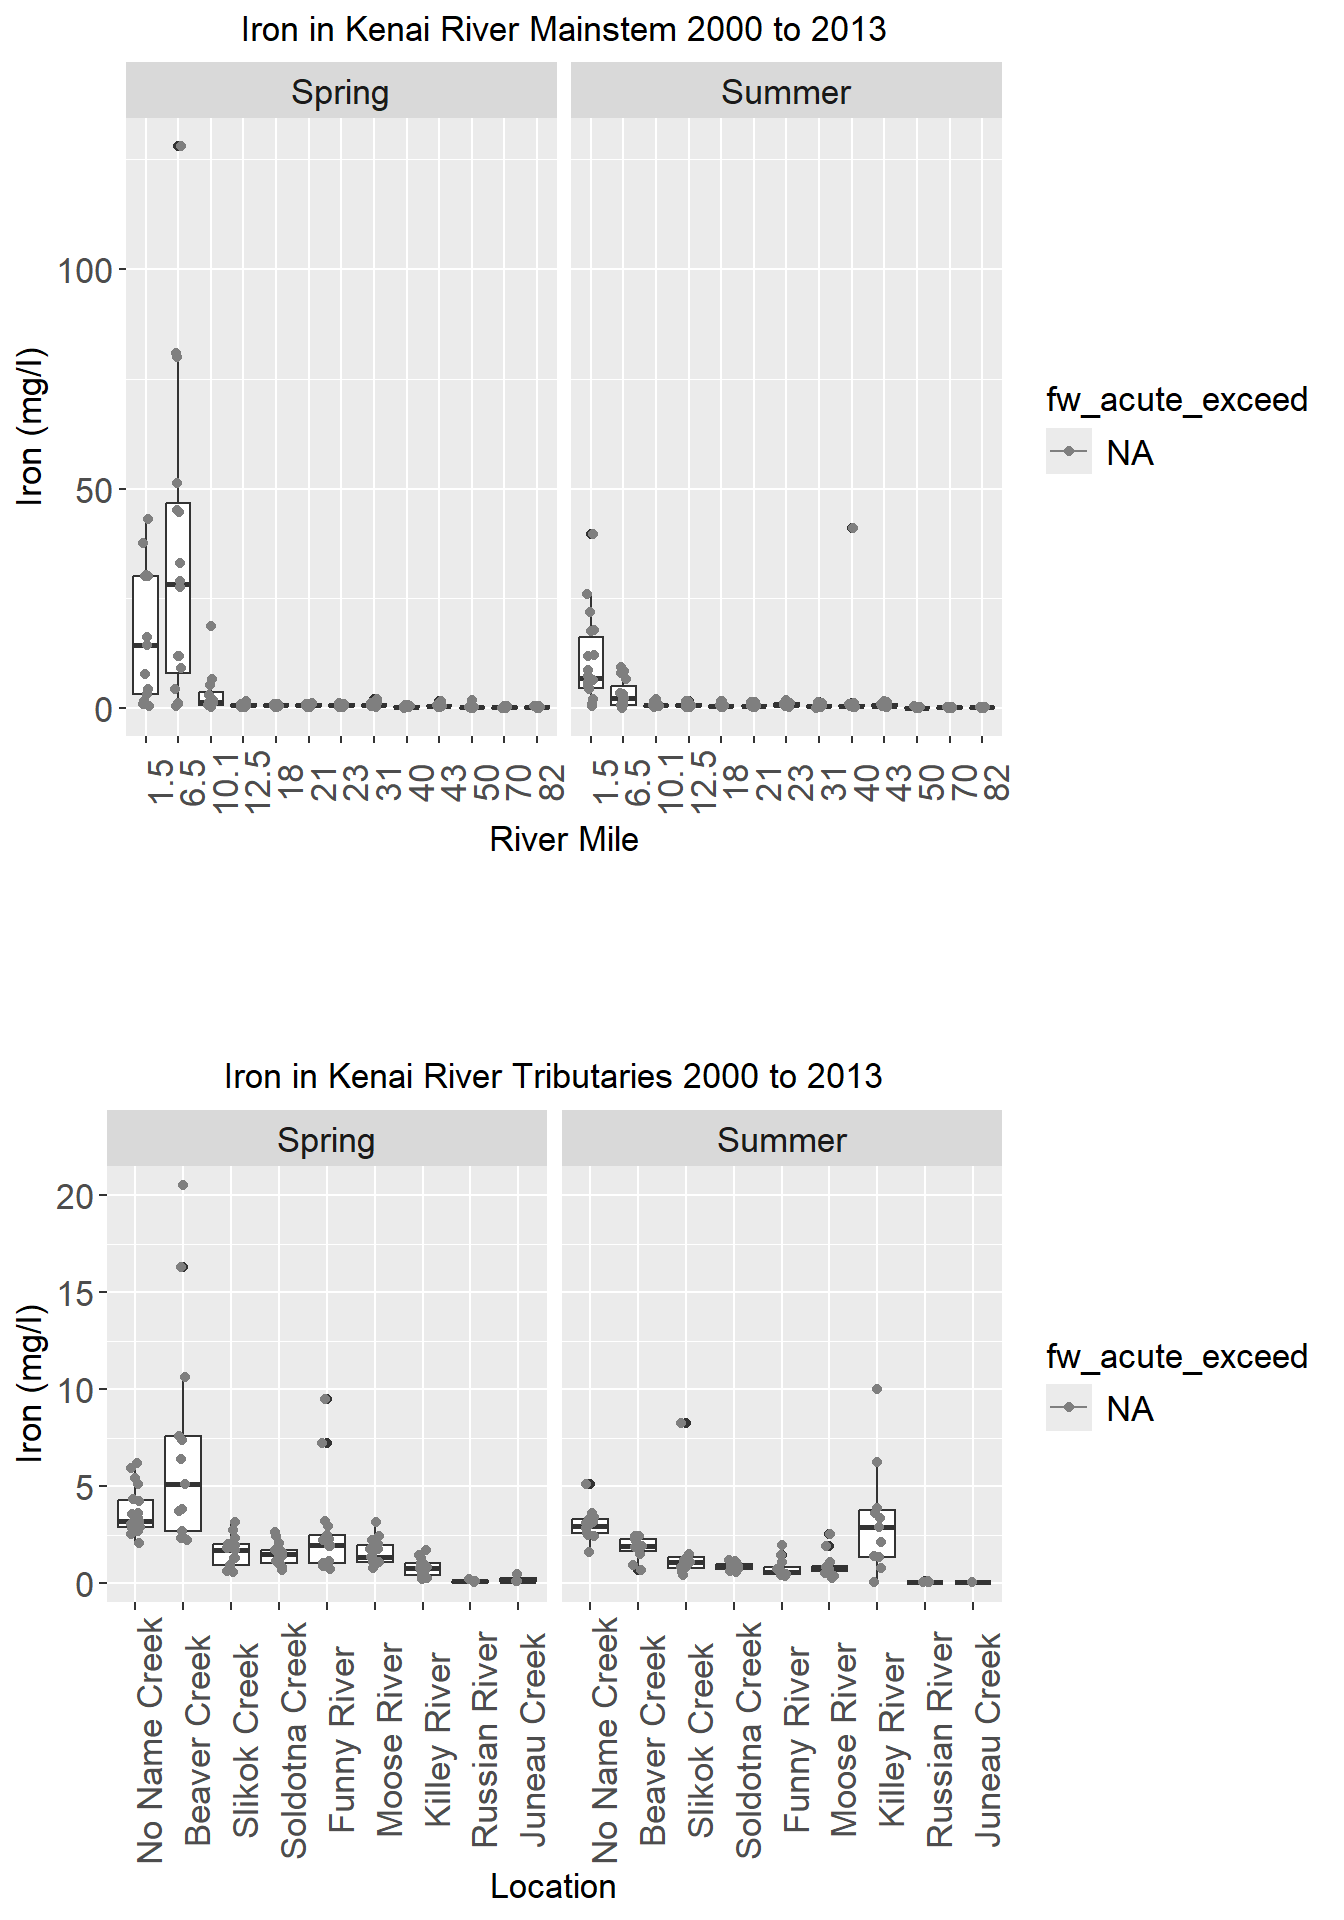 Iron in Kenai River Mainstem 2000 to 2013
Spring
Summer
100
50
0
Iron (mg/l)
1.5
6.5
10.1
12.5
18
21
23
31
40
43
50
70
82
1.5
6.5
10.1
12.5
18
21
23
31
40
43
50
70
82
River Mile
fw_acute_exceed
NA
Iron in Kenai River Tributaries 2000 to 2013
Spring
Summer
20
15
10
5
0
Iron (mg/l)
No Name Creek
Beaver Creek
Slikok Creek
Soldotna Creek
Funny River
Moose River
Killey River
Russian River
Juneau Creek
No Name Creek
Beaver Creek
Slikok Creek
Soldotna Creek
Funny River
Moose River
Killey River
Russian River
Juneau Creek
Location
fw_acute_exceed
NA